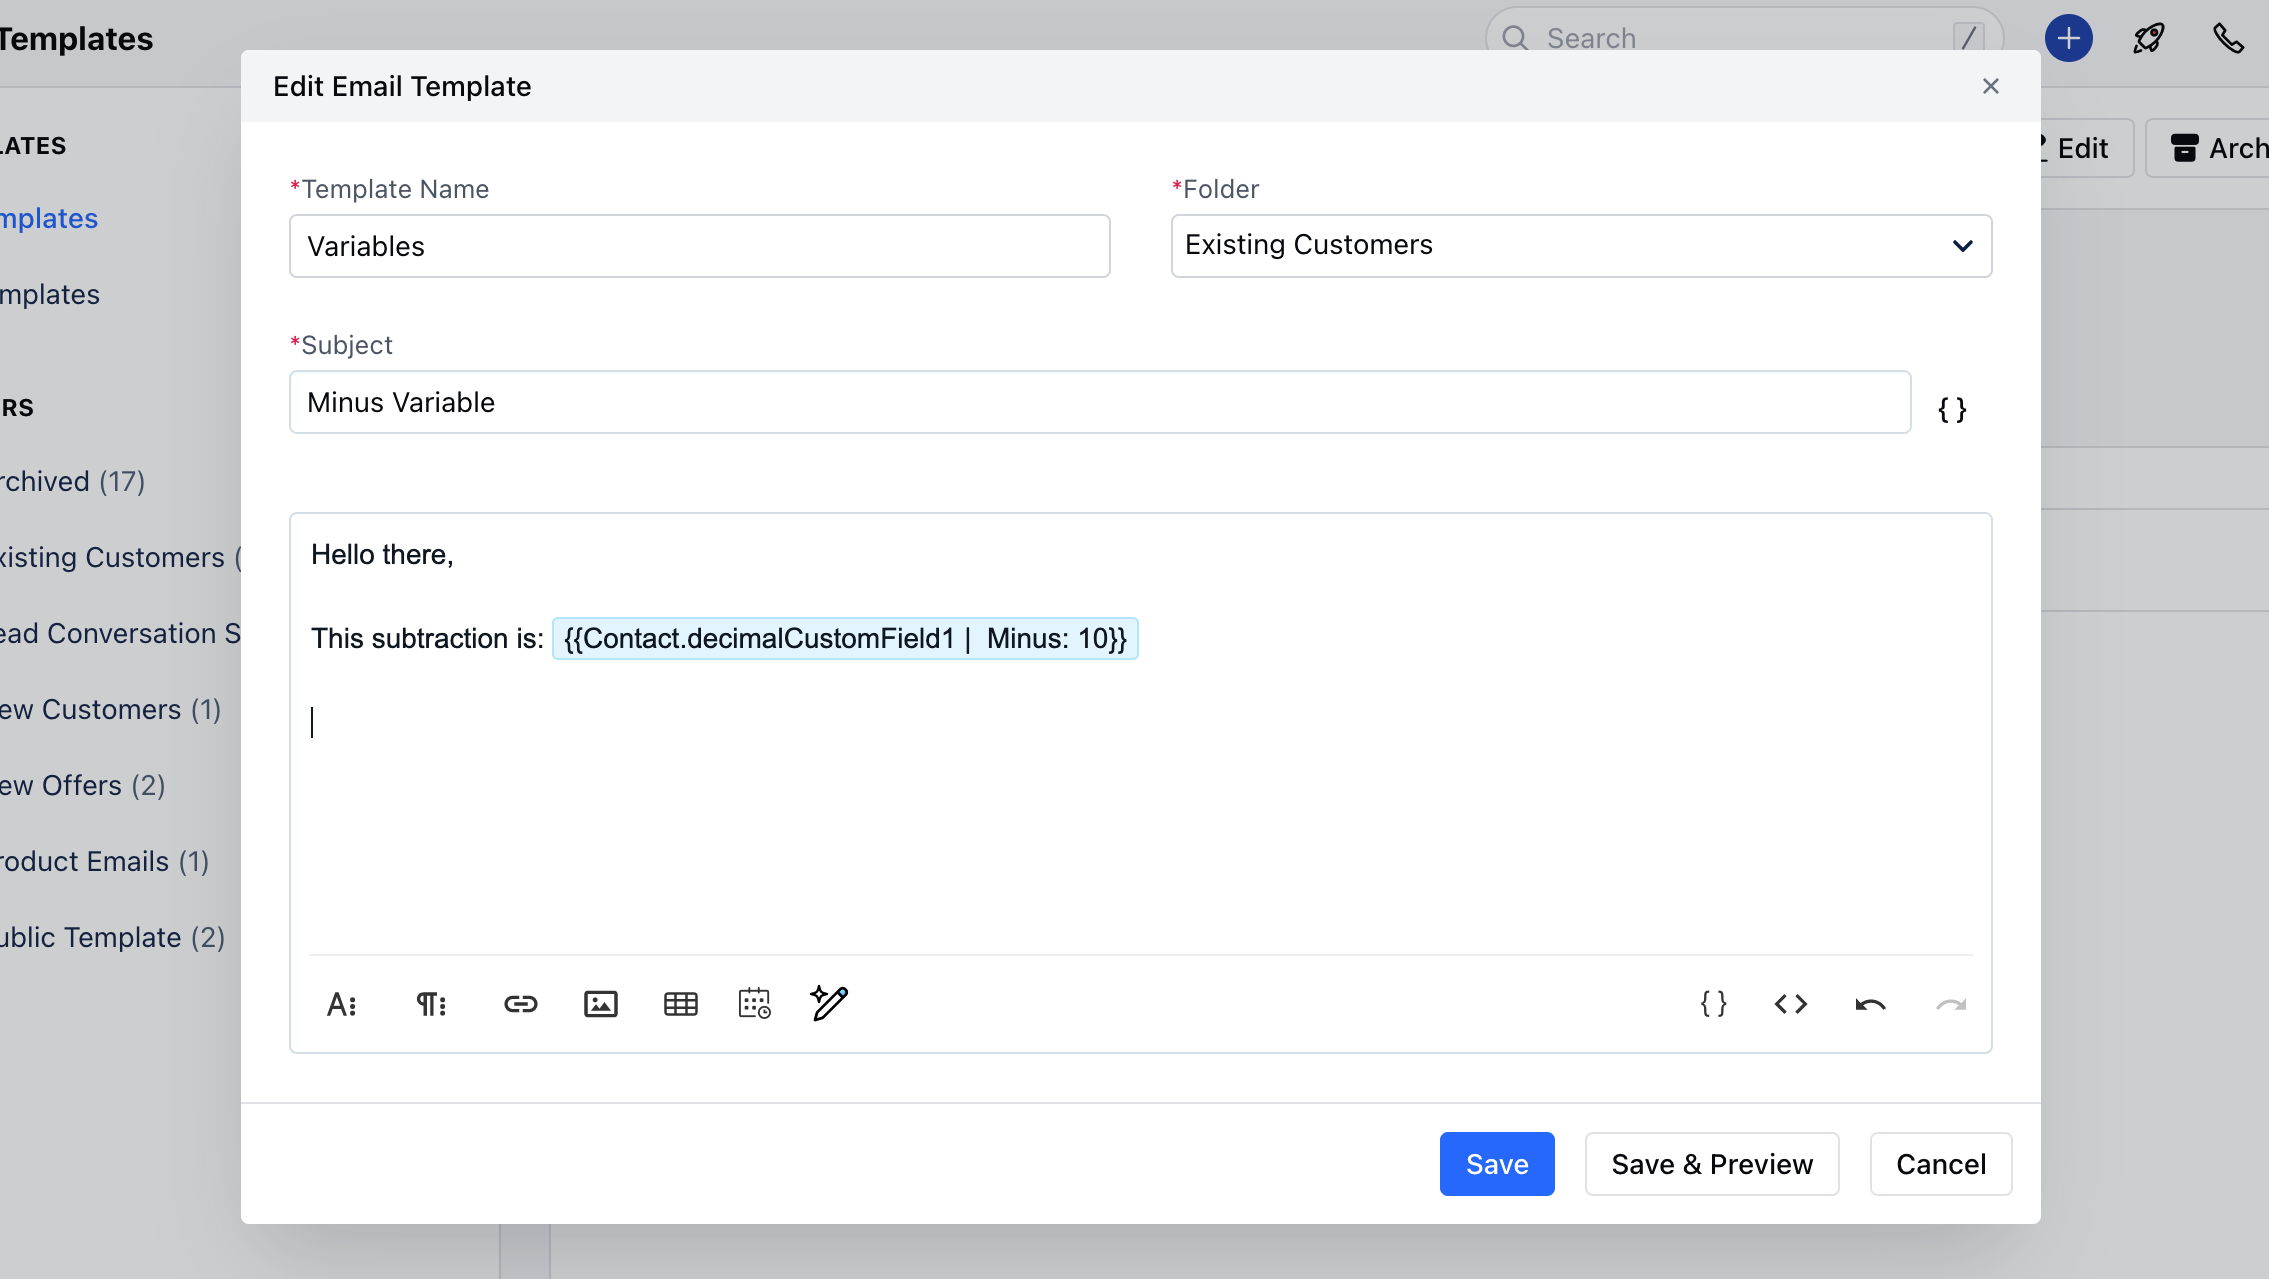 Templates
Search /
Edit Email Template
LATES
Edit
Arch
*Template Name
*Folder
mplates
Variables
Existing Customers
mplates
*Subject
Minus Variable
{ }
RS
rchived (17)
xisting Customers (
Hello there,
ead Conversation S
This subtraction is: {{Contact.decimalCustomField1 |  Minus: 10}}
ew Customers (1)
ew Offers (2)
roduct Emails (1)
ublic Template (2)
A
{ } < >
Save
Save & Preview
Cancel